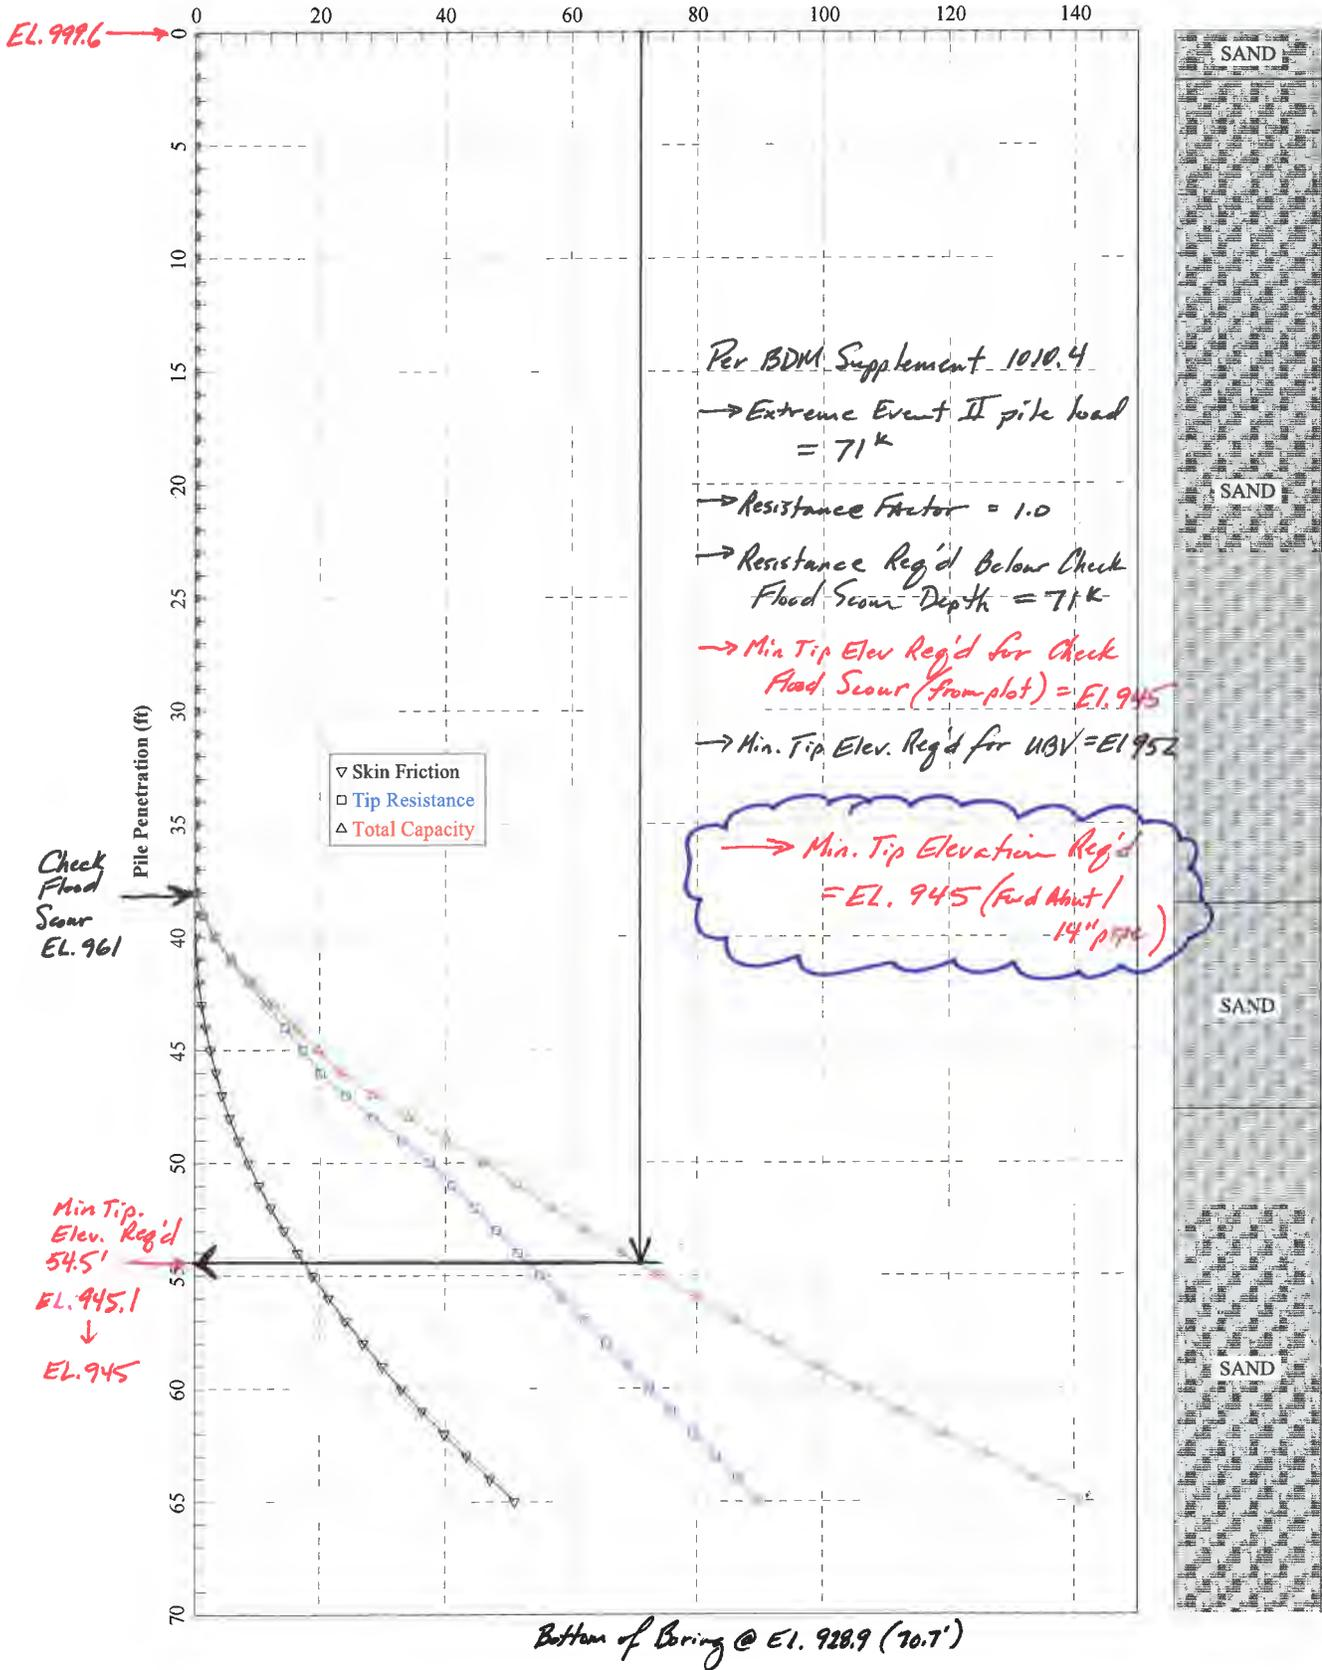 0 20 40 60 80 100 120 140
EL. 999.6
0
5
10
15
20
25
30
35
40
45
50
55
60
65
70
Pile Penetration (ft)
SAND
SAND
SAND
SAND
Per BDM Supplement 1010.4
→ Extreme Event II pile load
= 71 K
→ Resistance Factor = 1.0
→ Resistance Req'd Below Check
Flood Scour Depth = 71 K
→ Min Tip Elev Req'd for Check
Flood Scour (from plot) = El. 945
→ Min. Tip Elev. Req'd for UBV = El 952
▽ Skin Friction
□ Tip Resistance
△ Total Capacity
→ Min. Tip Elevation Req'd
= EL. 945 (Fwd Abut /
14" pipe)
Check
Flood
Scour
EL. 961
Min Tip.
Elev. Req'd
54.5'
EL. 945.1
↓
EL. 945
Bottom of Boring @ El. 928.9 (70.7')